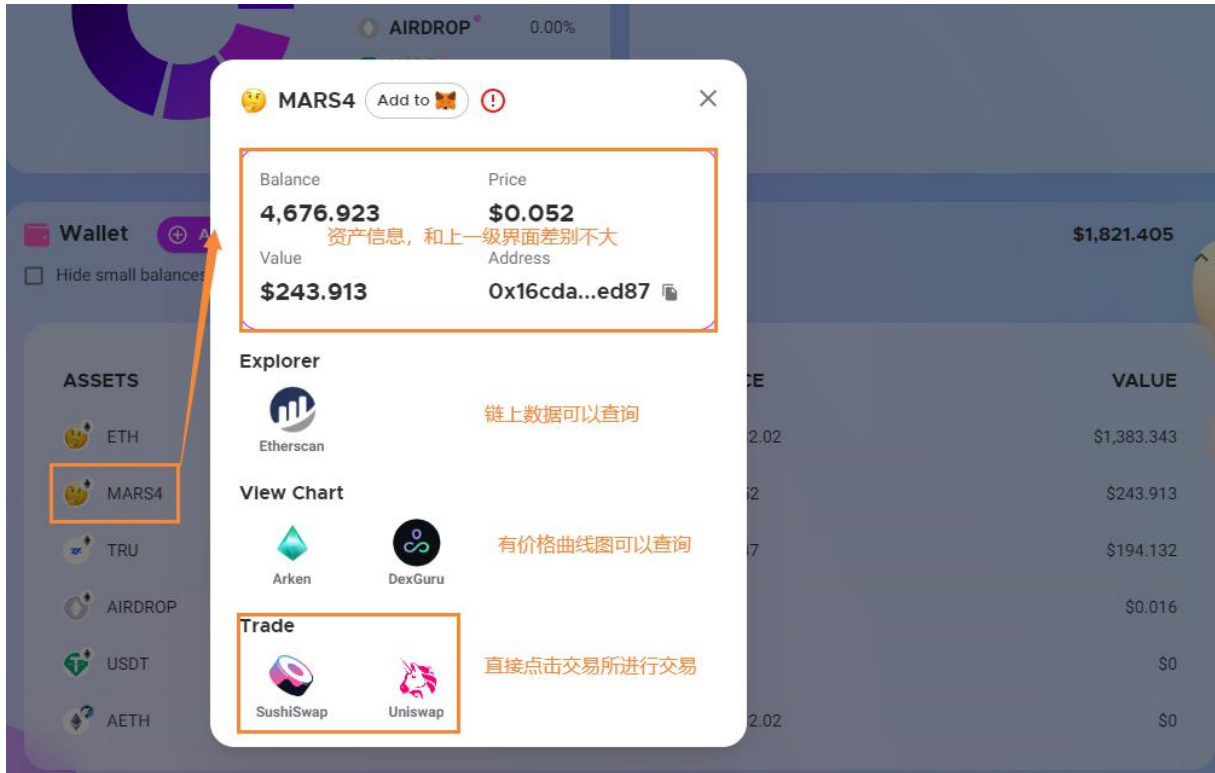 AIRDROP 0.00%
MARS4 Add to
Balance Price
4,676.923 $0.052
资产信息，和上一级界面差别不大
Value Address
$243.913 0x16cda...ed87
Wallet
$1,821.405
Hide small balances
Explorer
链上数据可以查询
Etherscan
ASSETS VALUE
ETH 2.02 $1,383.343
View Chart
MARS4 $243.913
有价格曲线图可以查询
TRU $194.132
Arken DexGuru
AIRDROP $0.016
Trade
直接点击交易所进行交易
USDT $0
SushiSwap Uniswap
AETH 2.02 $0